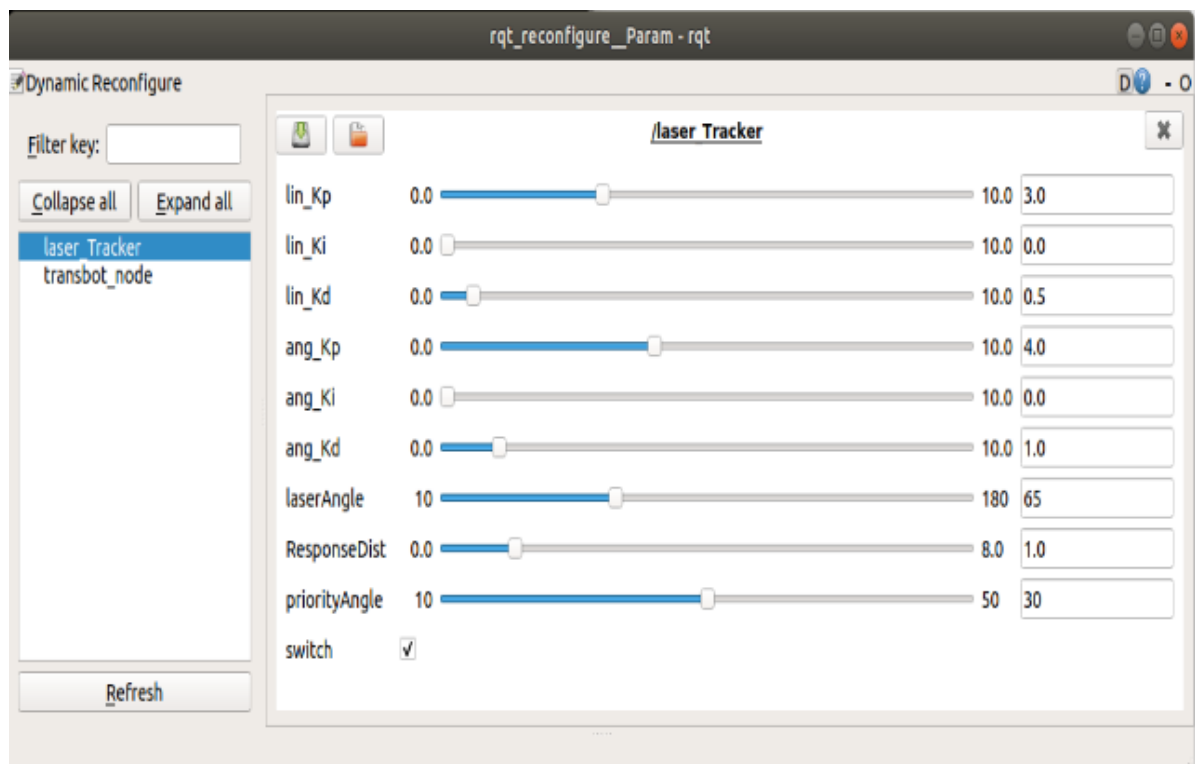 rqt_reconfigure__Param - rqt
Dynamic Reconfigure
D ? - O
Filter key:
Collapse all Expand all
laser_Tracker
transbot_node
Refresh
/laser_Tracker
lin_Kp 0.0 10.0 3.0
lin_Ki 0.0 10.0 0.0
lin_Kd 0.0 10.0 0.5
ang_Kp 0.0 10.0 4.0
ang_Ki 0.0 10.0 0.0
ang_Kd 0.0 10.0 1.0
laserAngle 10 180 65
ResponseDist 0.0 8.0 1.0
priorityAngle 10 50 30
switch